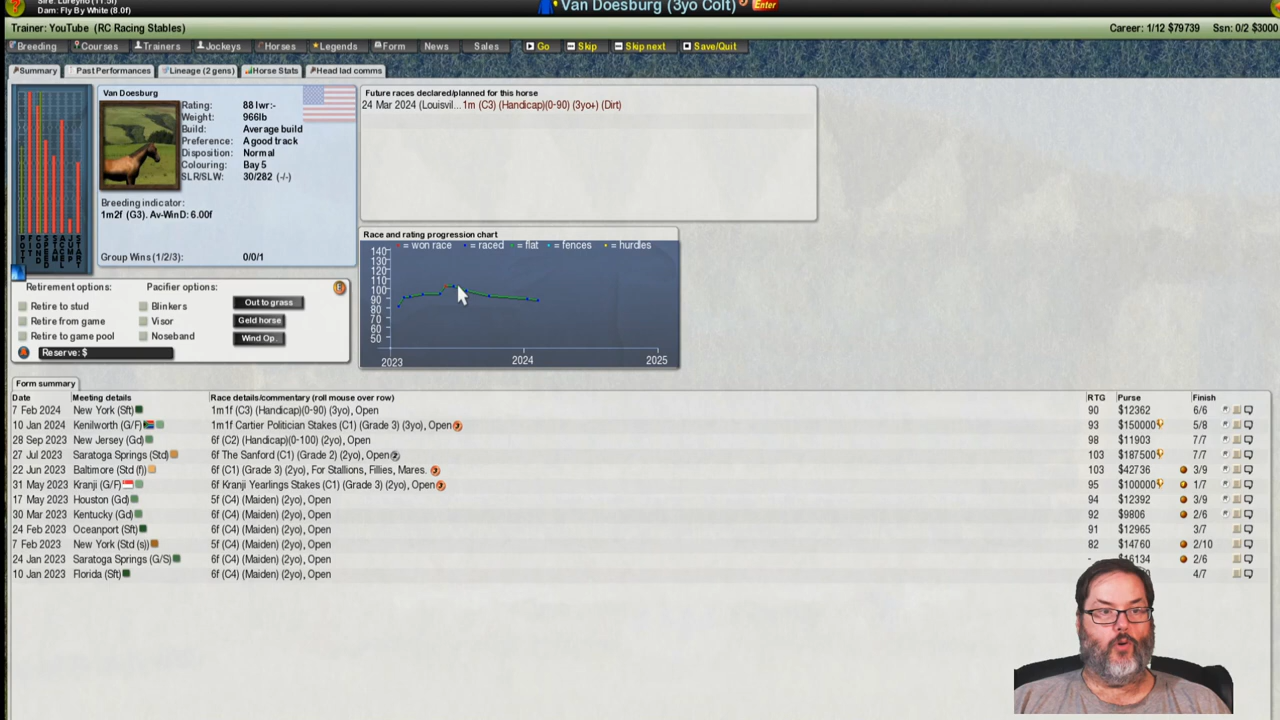 Sire: Lureyno (11.5f)
Dam: Fly By White (8.0f)
Van Doesburg (3yo Colt) Enter
Trainer: YouTube (RC Racing Stables) Career: 1/12 $79739 Ssn: 0/2 $3000
Breeding Courses Trainers Jockeys Horses Legends Form News Sales Go Skip Skip next Save/Quit
Summary Past Performances Lineage (2 gens) Horse Stats Head lad comms
Van Doesburg
Rating: 88 lwr:-
Weight: 966lb
Build: Average build
Preference: A good track
Disposition: Normal
Colouring: Bay 5
SLR/SLW: 30/282 (-/-)
Breeding indicator:
1m2f (G3). Av-WinD: 6.00f
Group Wins (1/2/3): 0/0/1
Future races declared/planned for this horse
24 Mar 2024 (Louisvil... 1m (C3) (Handicap)(0-90) (3yo+) (Dirt)
Race and rating progression chart
= won race = raced = flat = fences = hurdles
140
130
120
110
100
90
80
70
60
50
2023 2024 2025
Retirement options: Pacifier options:
Retire to stud Blinkers Out to grass
Retire from game Visor Geld horse
Retire to game pool Noseband Wind Op..
Reserve: $
Form summary
Date Meeting details Race details/commentary (roll mouse over row) RTG Purse Finish
7 Feb 2024 New York (Sft) 1m1f (C3) (Handicap)(0-90) (3yo), Open 90 $12362 6/6
10 Jan 2024 Kenilworth (G/F) 1m1f Cartier Politician Stakes (C1) (Grade 3) (3yo), Open 93 $150000 5/8
28 Sep 2023 New Jersey (Gd) 6f (C2) (Handicap)(0-100) (2yo), Open 98 $11903 7/7
27 Jul 2023 Saratoga Springs (Std) 6f The Sanford (C1) (Grade 2) (2yo), Open 103 $187500 7/7
22 Jun 2023 Baltimore (Std (f)) 6f (C1) (Grade 3) (2yo), For Stallions, Fillies, Mares. 103 $42736 3/9
31 May 2023 Kranji (G/F) 6f Kranji Yearlings Stakes (C1) (Grade 3) (2yo), Open 95 $100000 1/7
17 May 2023 Houston (Gd) 5f (C4) (Maiden) (2yo), Open 94 $12392 3/9
30 Mar 2023 Kentucky (Gd) 6f (C4) (Maiden) (2yo), Open 92 $9806 2/6
24 Feb 2023 Oceanport (Sft) 6f (C4) (Maiden) (2yo), Open 91 $12965 3/7
7 Feb 2023 New York (Std (s)) 5f (C4) (Maiden) (2yo), Open 82 $14760 2/10
24 Jan 2023 Saratoga Springs (G/S) 6f (C4) (Maiden) (2yo), Open - 2/6
10 Jan 2023 Florida (Sft) 6f (C4) (Maiden) (2yo), Open 4/7